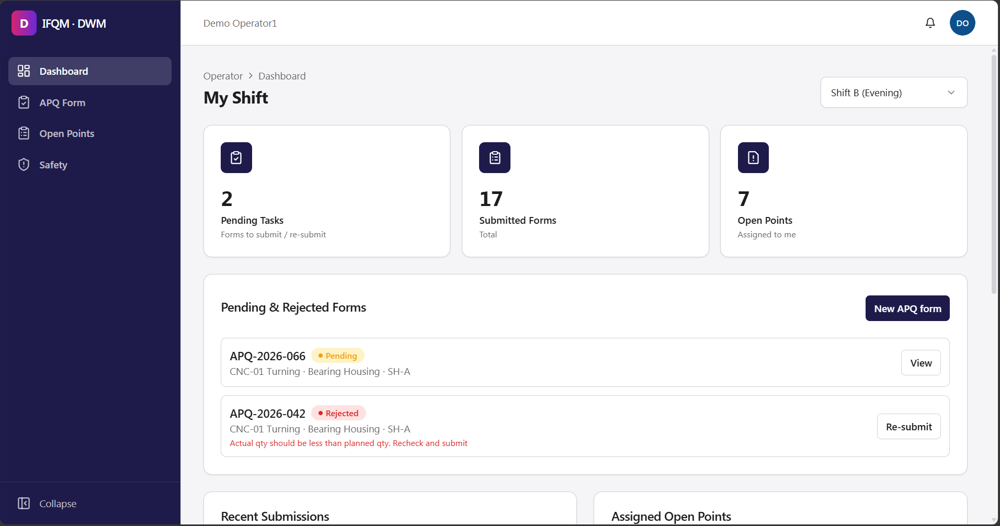 D
IFQM · DWM
Dashboard
APQ Form
Open Points
Safety
Collapse
Demo Operator1
DO
Operator > Dashboard
My Shift
Shift B (Evening)
2
Pending Tasks
Forms to submit / re-submit
17
Submitted Forms
Total
7
Open Points
Assigned to me
Pending & Rejected Forms
New APQ form
APQ-2026-066 Pending
CNC-01 Turning · Bearing Housing · SH-A
View
APQ-2026-042 Rejected
CNC-01 Turning · Bearing Housing · SH-A
Actual qty should be less than planned qty. Recheck and submit
Re-submit
Recent Submissions
Assigned Open Points